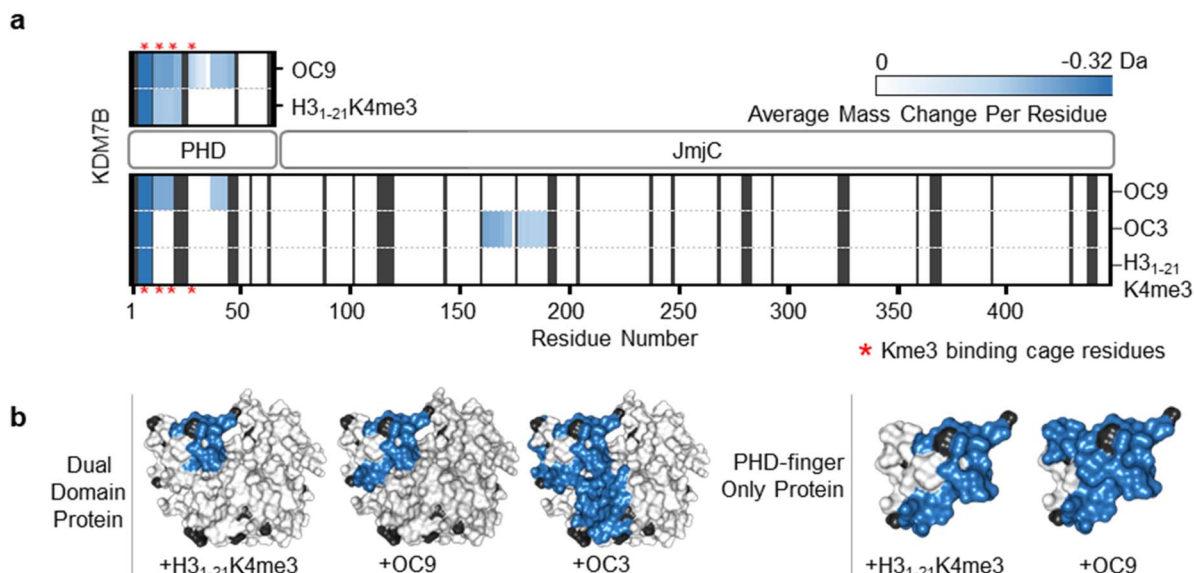 a
0 -0.32 Da
Average Mass Change Per Residue
OC9
H3₁₋₂₁K4me3
KDM7B
PHD JmjC
OC9
OC3
H3₁₋₂₁
K4me3
1 50 100 150 200 250 300 350 400
Residue Number
* Kme3 binding cage residues
b
Dual
Domain
Protein
+H3₁₋₂₁K4me3 +OC9 +OC3
PHD-finger
Only Protein
+H3₁₋₂₁K4me3 +OC9